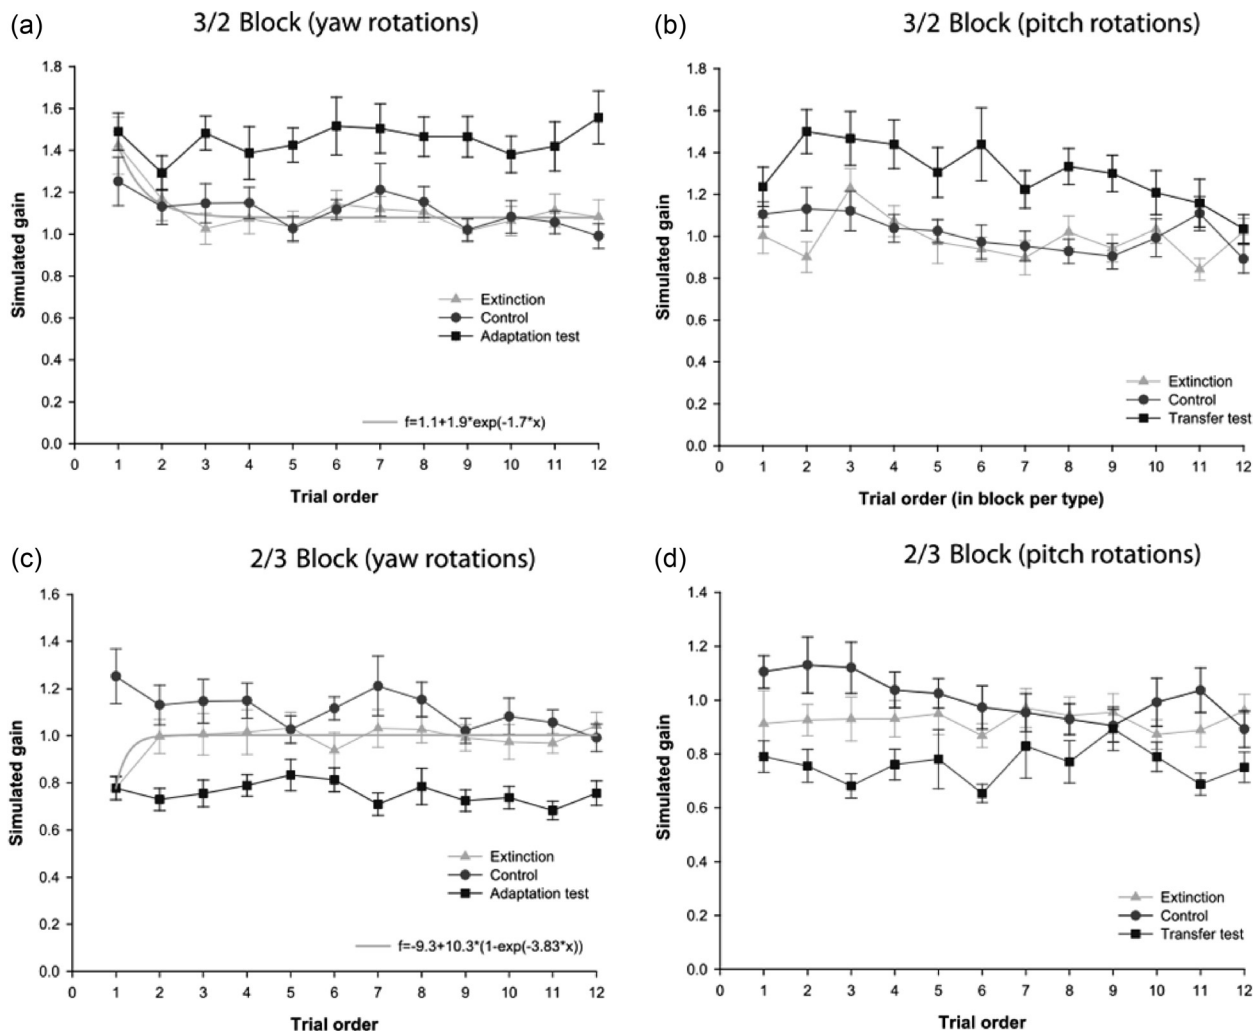 (a)
3/2 Block (yaw rotations)
1.8
1.6
1.4
1.2
1.0
0.8
0.6
0.4
0.2
0.0
Simulated gain
Extinction
Control
Adaptation test
f=1.1+1.9*exp(-1.7*x)
0 1 2 3 4 5 6 7 8 9 10 11 12
Trial order
(b)
3/2 Block (pitch rotations)
1.8
1.6
1.4
1.2
1.0
0.8
0.6
0.4
0.2
0.0
Simulated gain
Extinction
Control
Transfer test
0 1 2 3 4 5 6 7 8 9 10 11 12
Trial order (in block per type)
(c)
2/3 Block (yaw rotations)
1.6
1.4
1.2
1.0
0.8
0.6
0.4
0.2
0.0
Simulated gain
Extinction
Control
Adaptation test
f=-9.3+10.3*(1-exp(-3.83*x))
0 1 2 3 4 5 6 7 8 9 10 11 12
Trial order
(d)
2/3 Block (pitch rotations)
1.4
1.2
1.0
0.8
0.6
0.4
0.2
0.0
Simulated gain
Extinction
Control
Transfer test
0 1 2 3 4 5 6 7 8 9 10 11 12
Trial order